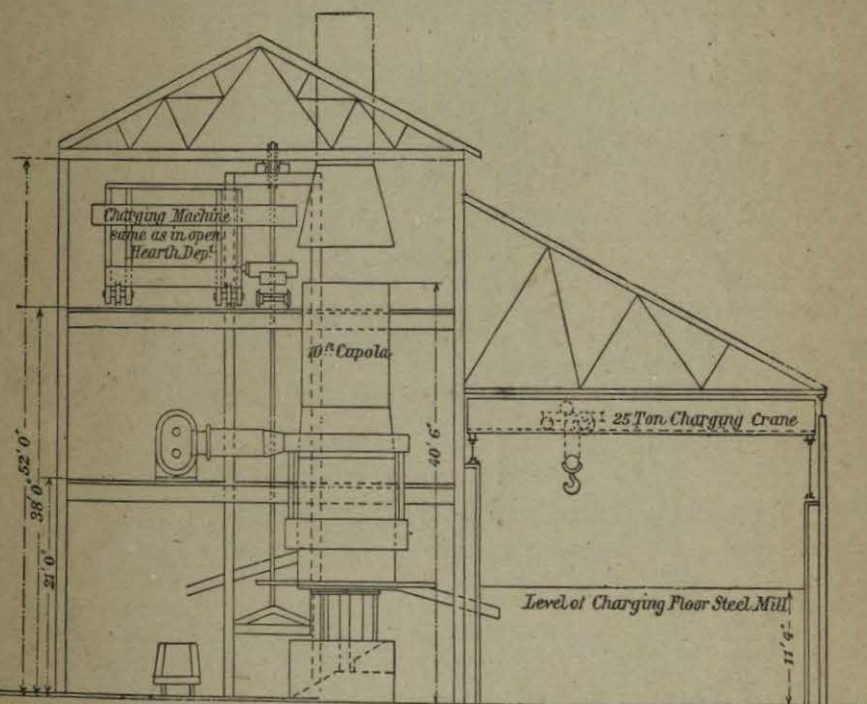 Charging Machine
same as in open
Hearth Dept.
10 ft. Cupola
25 Ton Charging Crane
40' 6"
52' 0"
38' 0"
21' 0"
Level of Charging Floor Steel Mill
11' 4"